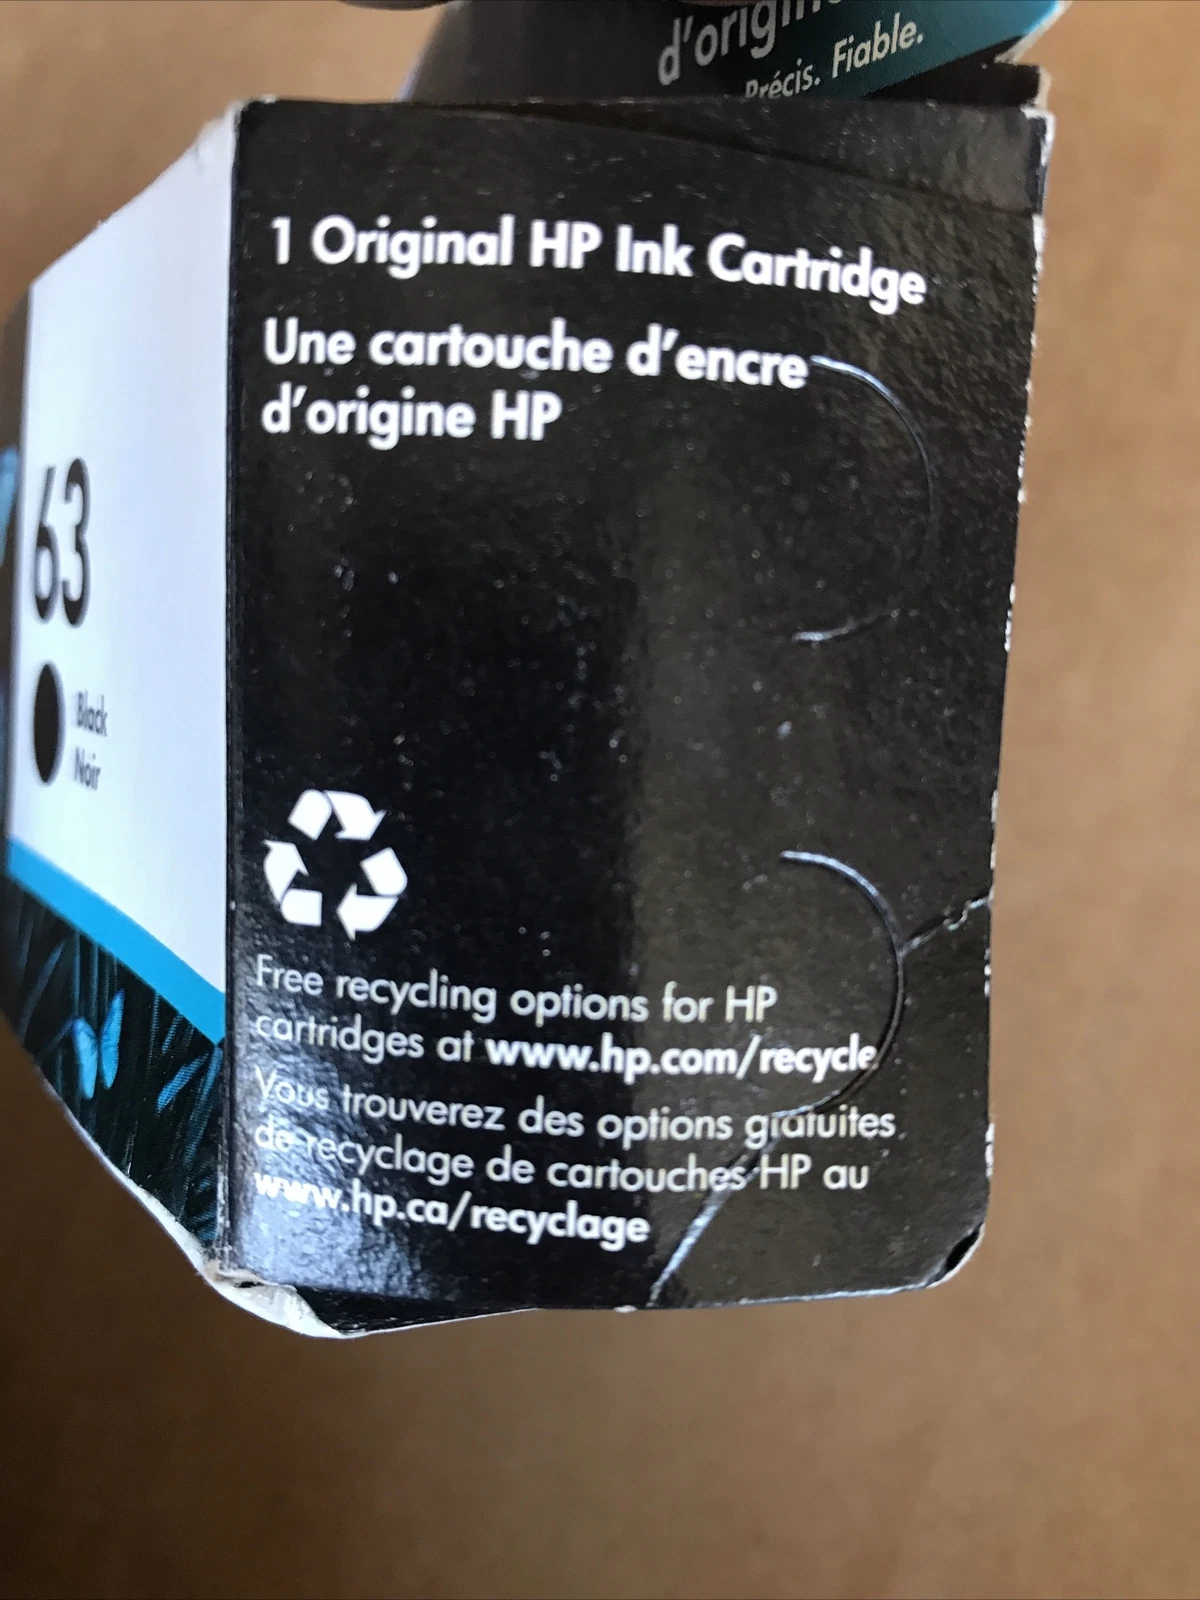 d'origine
Précis. Fiable.
1 Original HP Ink Cartridge
Une cartouche d'encre
d'origine HP
63
Black
Noir
Free recycling options for HP
cartridges at www.hp.com/recycle
Vous trouverez des options gratuites
de recyclage de cartouches HP au
www.hp.ca/recyclage